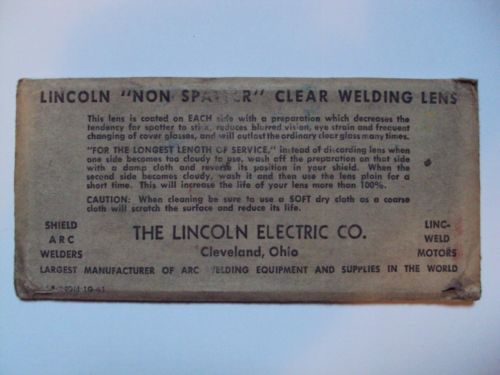 LINCOLN "NON SPATTER" CLEAR WELDING LENS
This lens is coated on EACH side with a preparation which decreases the
tendency for spatter to stick, reduces blurred vision, eye strain and frequent
changing of cover glasses, and will outlast the ordinary clear glass many times.
"FOR THE LONGEST LENGTH OF SERVICE," instead of discarding lens when
one side becomes too cloudy to use, wash off the preparation on that side
with a damp cloth and reverse its position in your shield. When the
second side becomes cloudy, wash it and then use the lens plain for a
short time. This will increase the life of your lens more than 100%.
CAUTION: When cleaning be sure to use a SOFT dry cloth as a coarse
cloth will scratch the surface and reduce its life.
SHIELD
ARC
WELDERS
THE LINCOLN ELECTRIC CO.
Cleveland, Ohio
LINC-
WELD
MOTORS
LARGEST MANUFACTURER OF ARC WELDING EQUIPMENT AND SUPPLIES IN THE WORLD